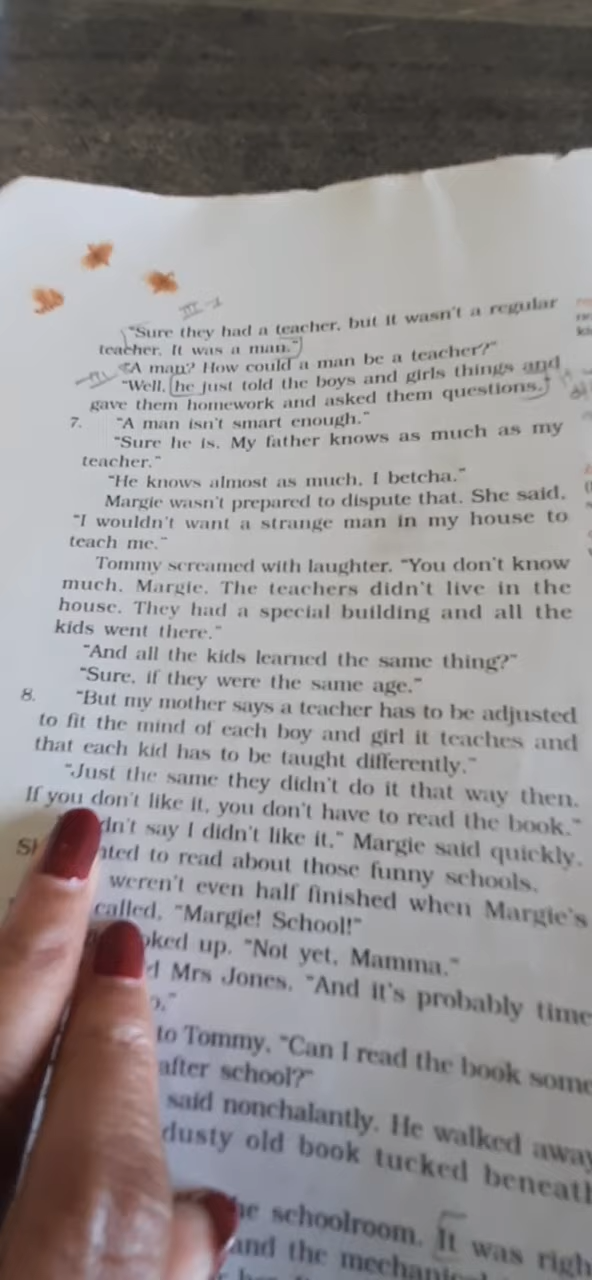 "Sure they had a teacher, but it wasn't a regular
teacher. It was a man."
"A man? How could a man be a teacher?"
"Well, he just told the boys and girls things and
gave them homework and asked them questions."
7. "A man isn't smart enough."
"Sure he is. My father knows as much as my
teacher."
"He knows almost as much, I betcha."
Margie wasn't prepared to dispute that. She said,
"I wouldn't want a strange man in my house to
teach me."
Tommy screamed with laughter. "You don't know
much, Margie. The teachers didn't live in the
house. They had a special building and all the
kids went there."
"And all the kids learned the same thing?"
"Sure, if they were the same age."
8. "But my mother says a teacher has to be adjusted
to fit the mind of each boy and girl it teaches and
that each kid has to be taught differently."
"Just the same they didn't do it that way then.
If you don't like it, you don't have to read the book."
say I didn't like it," Margie said quickly.
to read about those funny schools.
weren't even half finished when Margie's
called, "Margie! School!"
up. "Not yet, Mamma."
Mrs Jones. "And it's probably time
to Tommy, "Can I read the book some
after school?"
said nonchalantly. He walked away
dusty old book tucked beneath
schoolroom. It was
and the